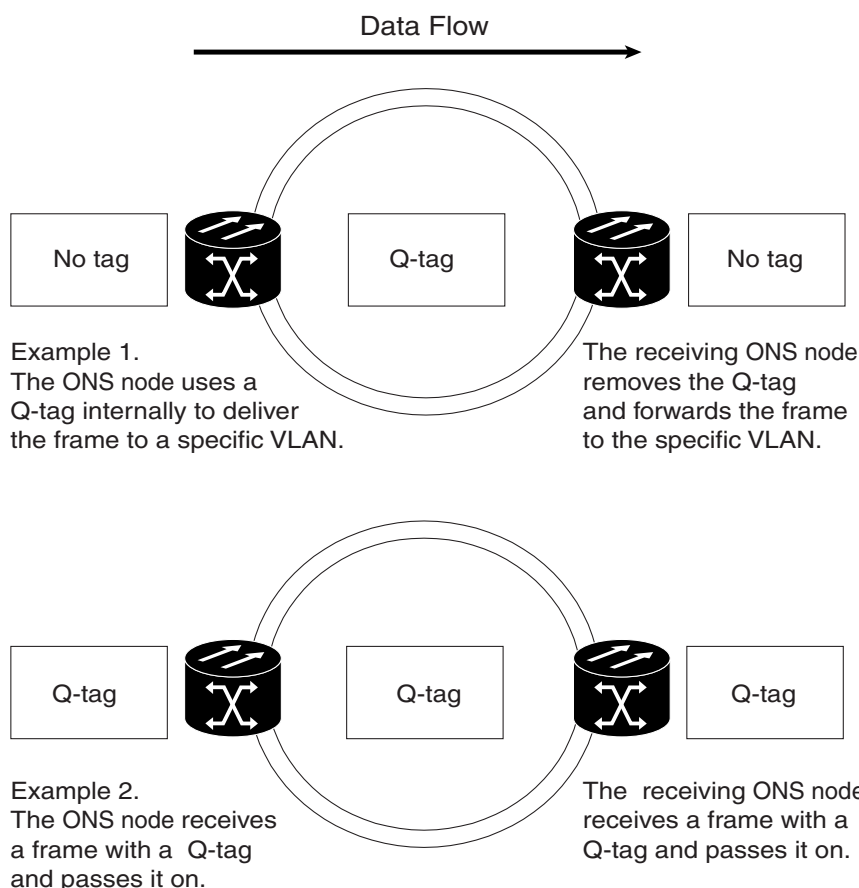 Data Flow
No tag
Q-tag
No tag
Example 1.
The ONS node uses a
Q-tag internally to deliver
the frame to a specific VLAN.
The receiving ONS node
removes the Q-tag
and forwards the frame
to the specific VLAN.
Q-tag
Q-tag
Q-tag
Example 2.
The ONS node receives
a frame with a Q-tag
and passes it on.
The receiving ONS node
receives a frame with a
Q-tag and passes it on.